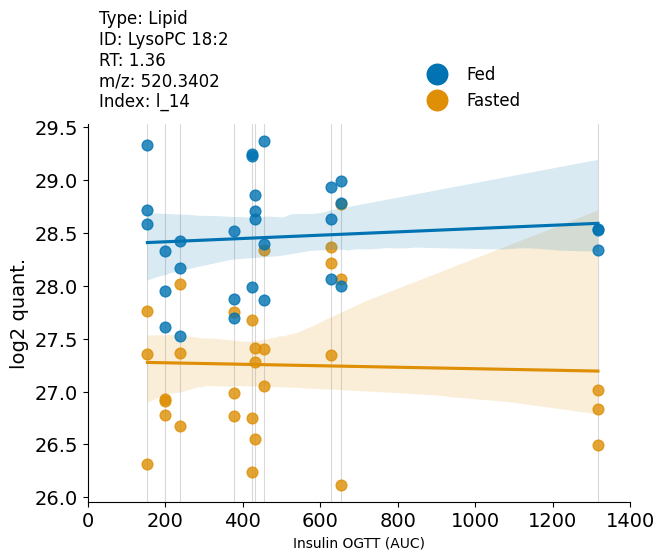 Type: Lipid
ID: LysoPC 18:2
RT: 1.36
m/z: 520.3402
Index: l_14
Fed
Fasted
29.5
29.0
28.5
28.0
27.5
27.0
26.5
26.0
log2 quant.
0 200 400 600 800 1000 1200 1400
Insulin OGTT (AUC)